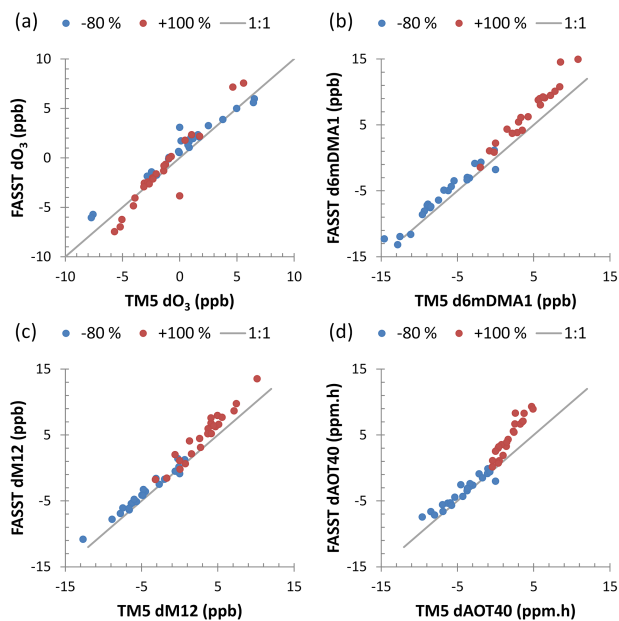 (a) -80 % +100 % 1:1
10
5
0
-5
-10
-10 -5 0 5 10
FASST dO₃ (ppb)
TM5 dO₃ (ppb)
(b) -80 % +100 % 1:1
15
5
-5
-15
-15 -5 5 15
FASST d6mDMA1 (ppb)
TM5 d6mDMA1 (ppb)
(c) -80 % +100 % 1:1
15
5
-5
-15
-15 -5 5 15
FASST dM12 (ppb)
TM5 dM12 (ppb)
(d) -80 % +100 % 1:1
15
5
-5
-15
-15 -5 5 15
FASST dAOT40 (ppm.h)
TM5 dAOT40 (ppm.h)